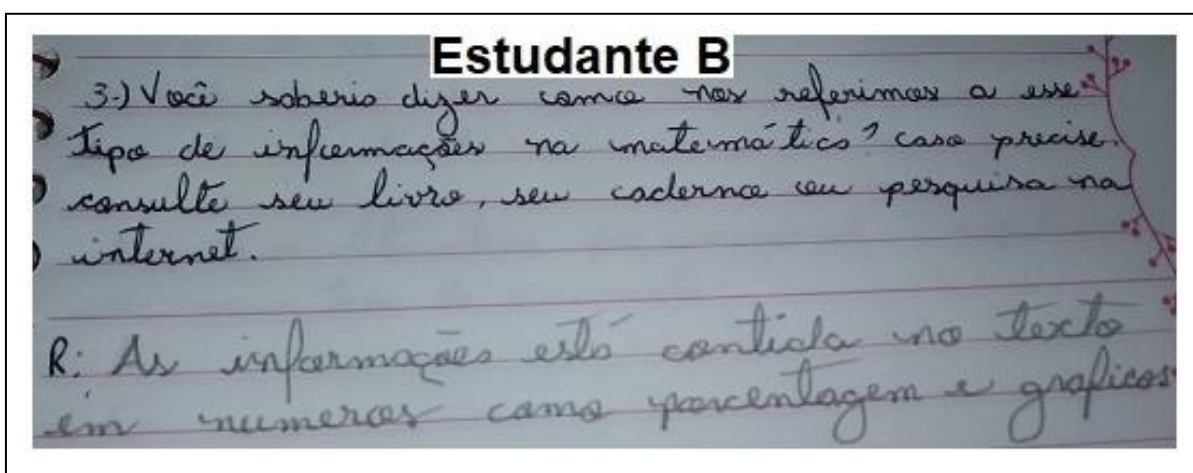 Estudante B
3-) Você saberia dizer como nos referimos a esse
tipo de informações na matemática? caso precise.
consulte seu livro, seu caderno ou pesquisa na
internet.
R: As informações está contida no texto
em numeros como porcentagem e graficos